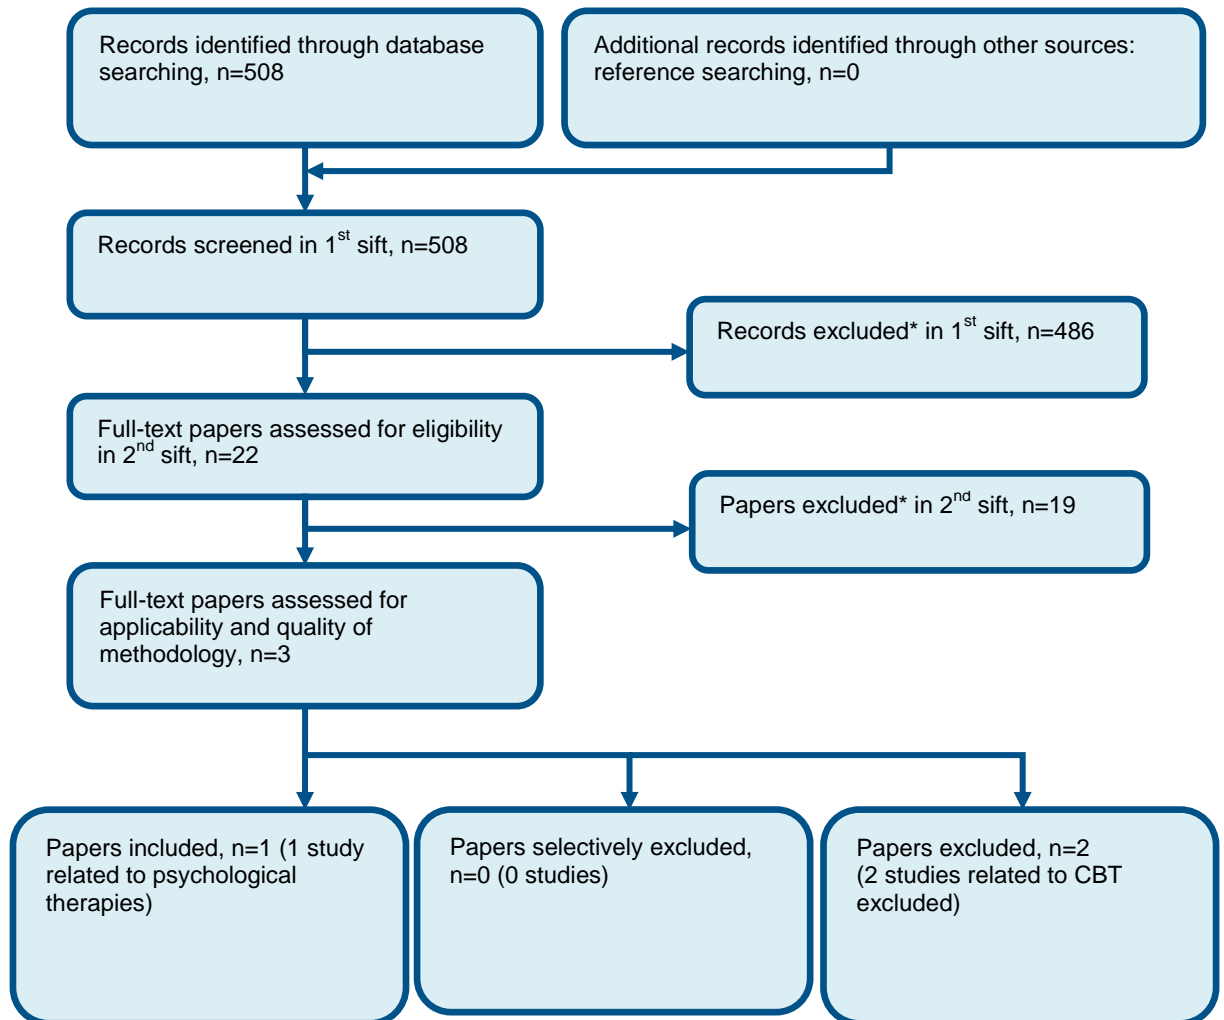 Records identified through database
searching, n=508
Additional records identified through other sources:
reference searching, n=0
Records screened in 1st sift, n=508
Records excluded* in 1st sift, n=486
Full-text papers assessed for eligibility
in 2nd sift, n=22
Papers excluded* in 2nd sift, n=19
Full-text papers assessed for
applicability and quality of
methodology, n=3
Papers included, n=1 (1 study
related to psychological
therapies)
Papers selectively excluded,
n=0 (0 studies)
Papers excluded, n=2
(2 studies related to CBT
excluded)